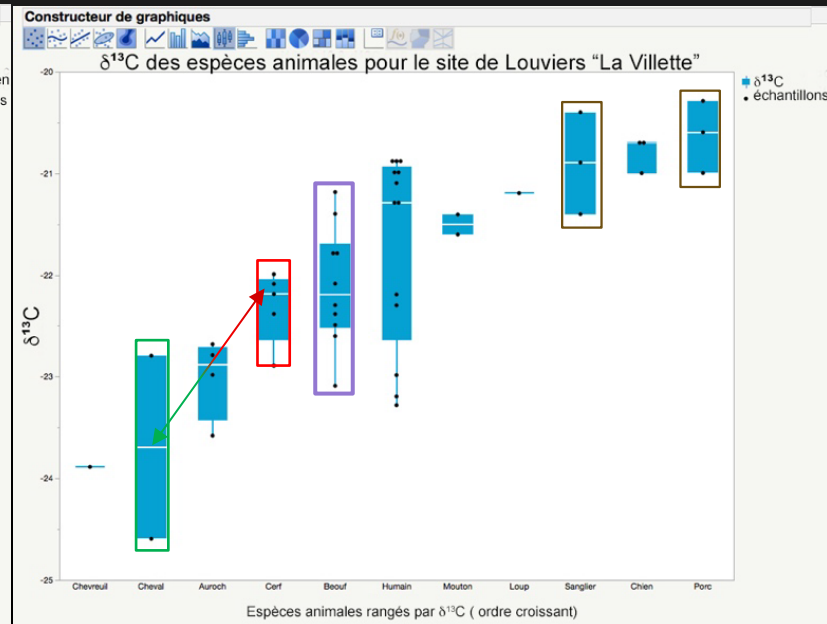 en
s
Constructeur de graphiques
δ¹³C des espèces animales pour le site de Louviers “La Villette”
δ¹³C
échantillons
-20
-21
-22
-23
-24
-25
δ¹³C
Chevreuil Cheval Auroch Cerf Beouf Humain Mouton Loup Sanglier Chien Porc
Espèces animales rangés par δ¹³C ( ordre croissant)